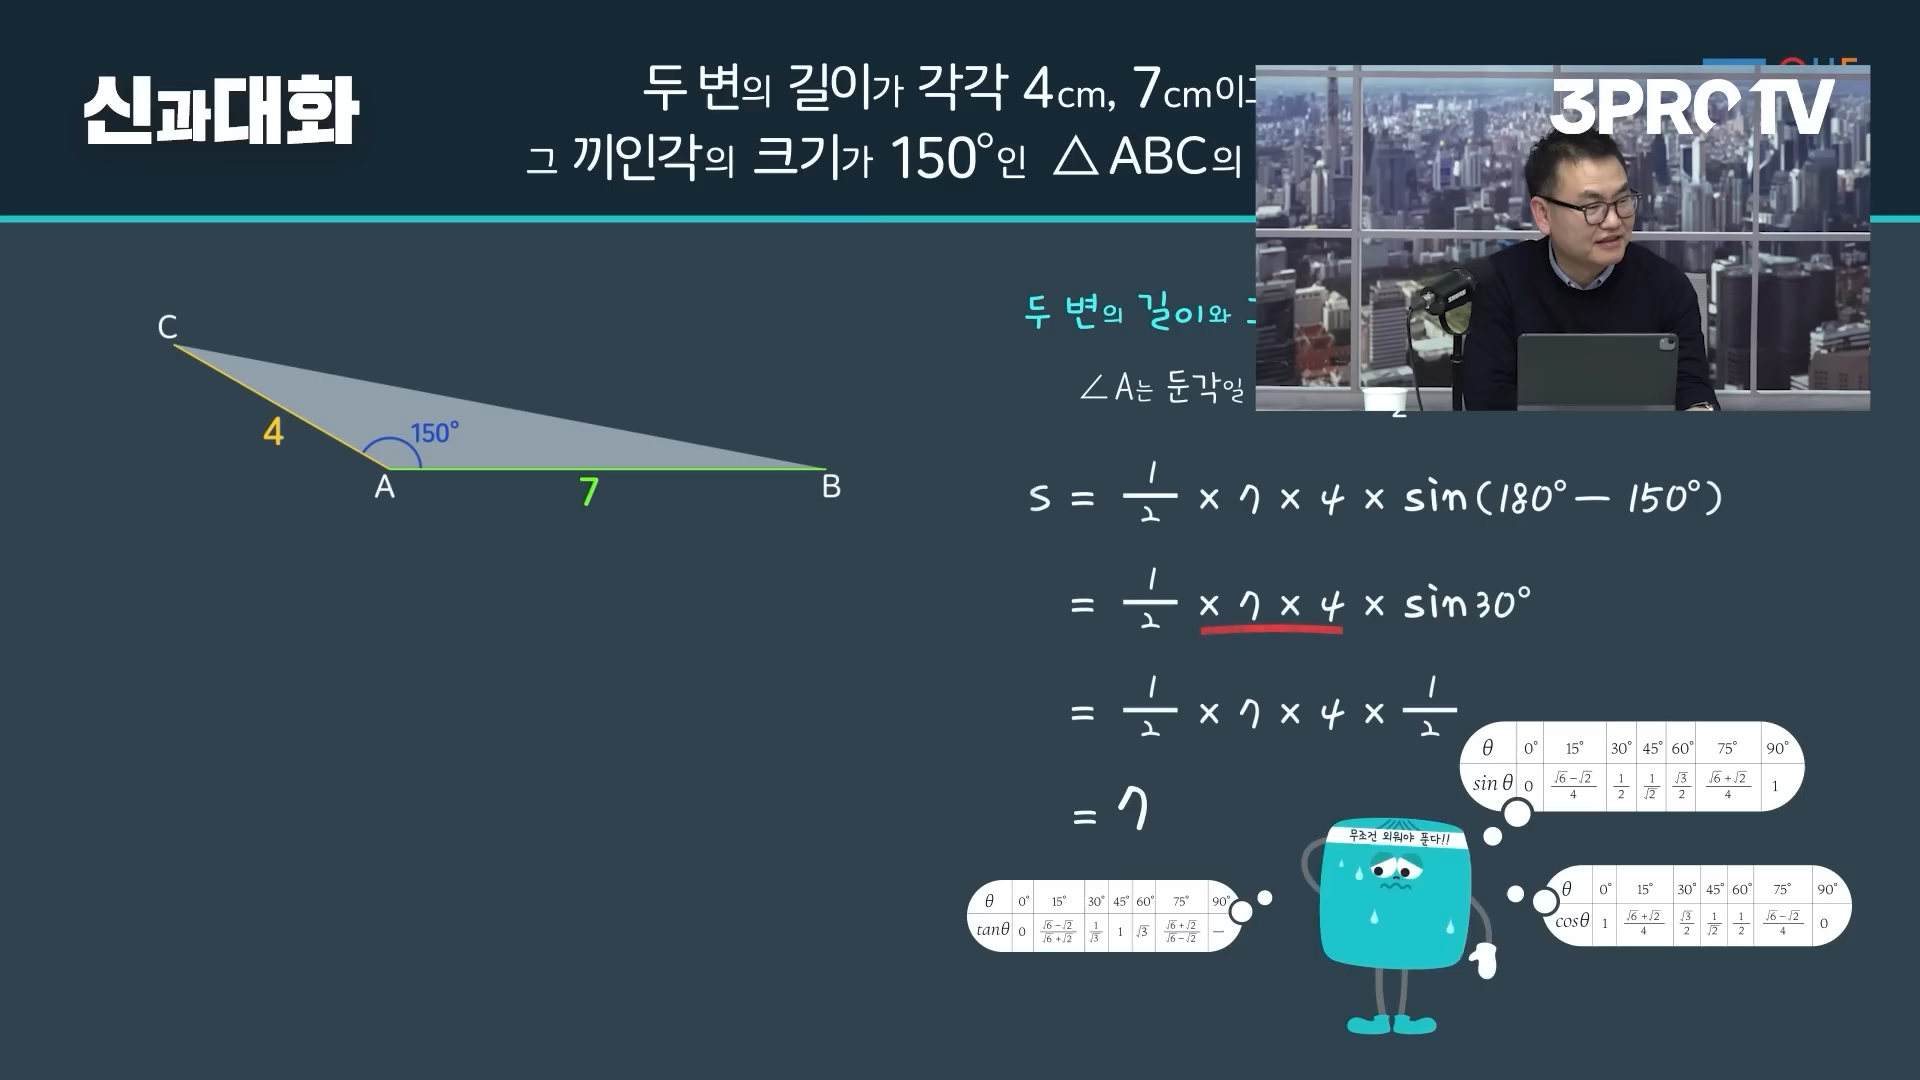 신과대화
두 변의 길이가 각각 4cm, 7cm이고
그 끼인각의 크기가 150°인 △ABC의
3PROTV
두 변의 길이와
∠A는 둔각일
C
4
150°
A
7
B
S = 1/2 × 7 × 4 × sin(180° − 150°)
= 1/2 × 7 × 4 × sin30°
= 1/2 × 7 × 4 × 1/2
= 7
θ 0° 15° 30° 45° 60° 75° 90°
sin θ 0 (√6−√2)/4 1/2 1/√2 √3/2 (√6+√2)/4 1
무조건 외워야 푼다!!
θ 0° 15° 30° 45° 60° 75° 90°
tanθ 0 (√6−√2)/(√6+√2) 1/√3 1 √3 (√6+√2)/(√6−√2) −
θ 0° 15° 30° 45° 60° 75° 90°
cosθ 1 (√6+√2)/4 √3/2 1/√2 1/2 (√6−√2)/4 0